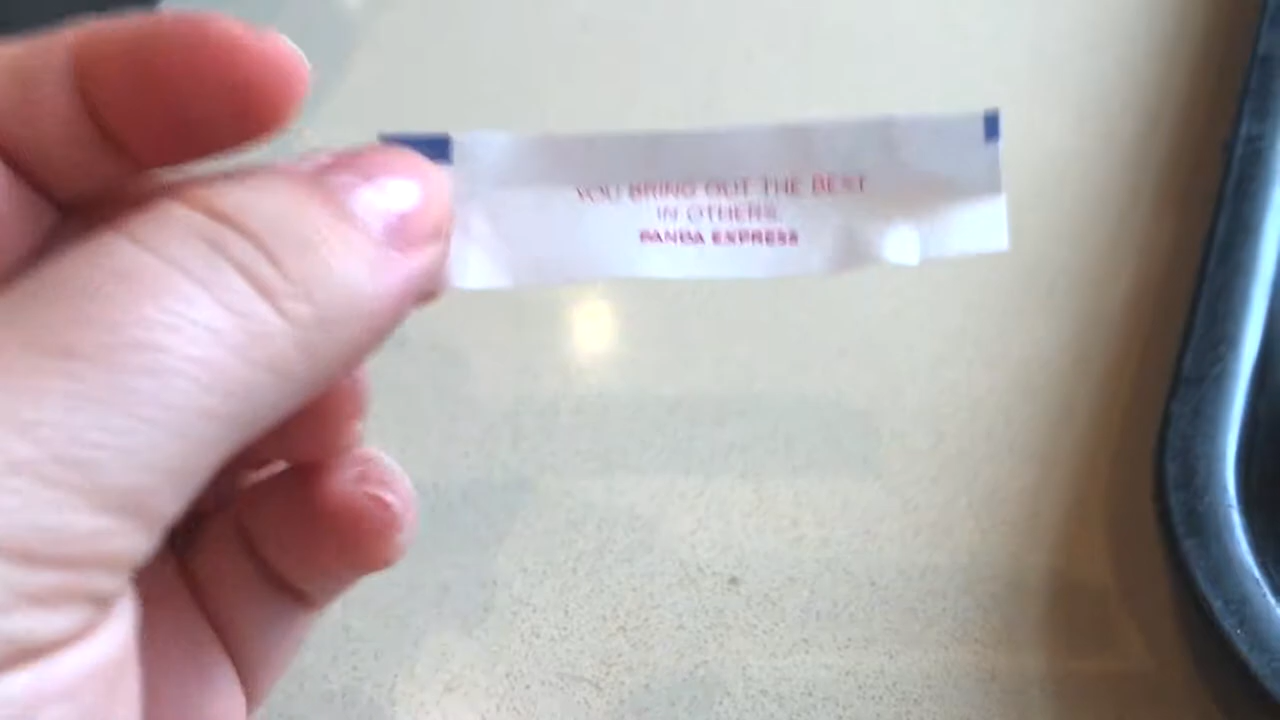 YOU BRING OUT THE BEST
IN OTHERS.
PANDA EXPRESS